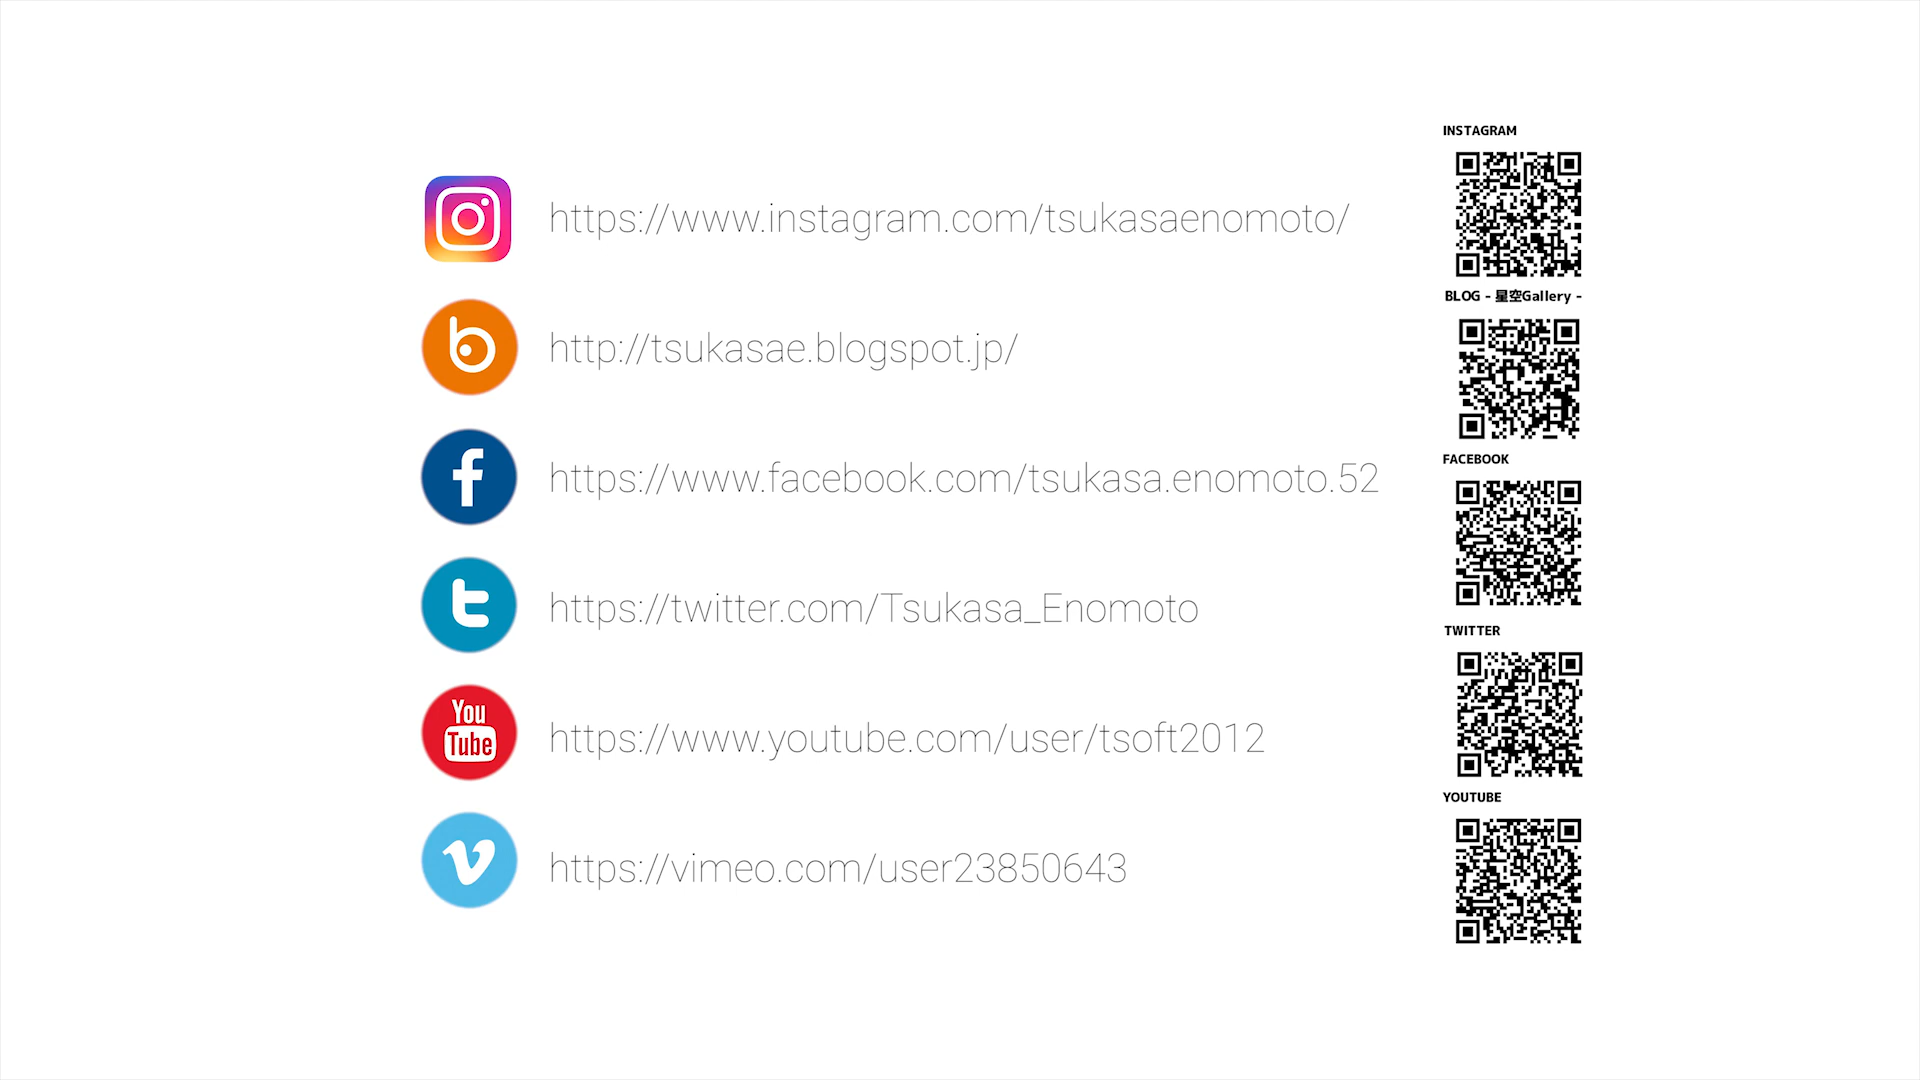 https://www.instagram.com/tsukasaenomoto/
http://tsukasae.blogspot.jp/
https://www.facebook.com/tsukasa.enomoto.52
https://twitter.com/Tsukasa_Enomoto
You
Tube
https://www.youtube.com/user/tsoft2012
https://vimeo.com/user23850643
INSTAGRAM
BLOG - 星空Gallery -
FACEBOOK
TWITTER
YOUTUBE